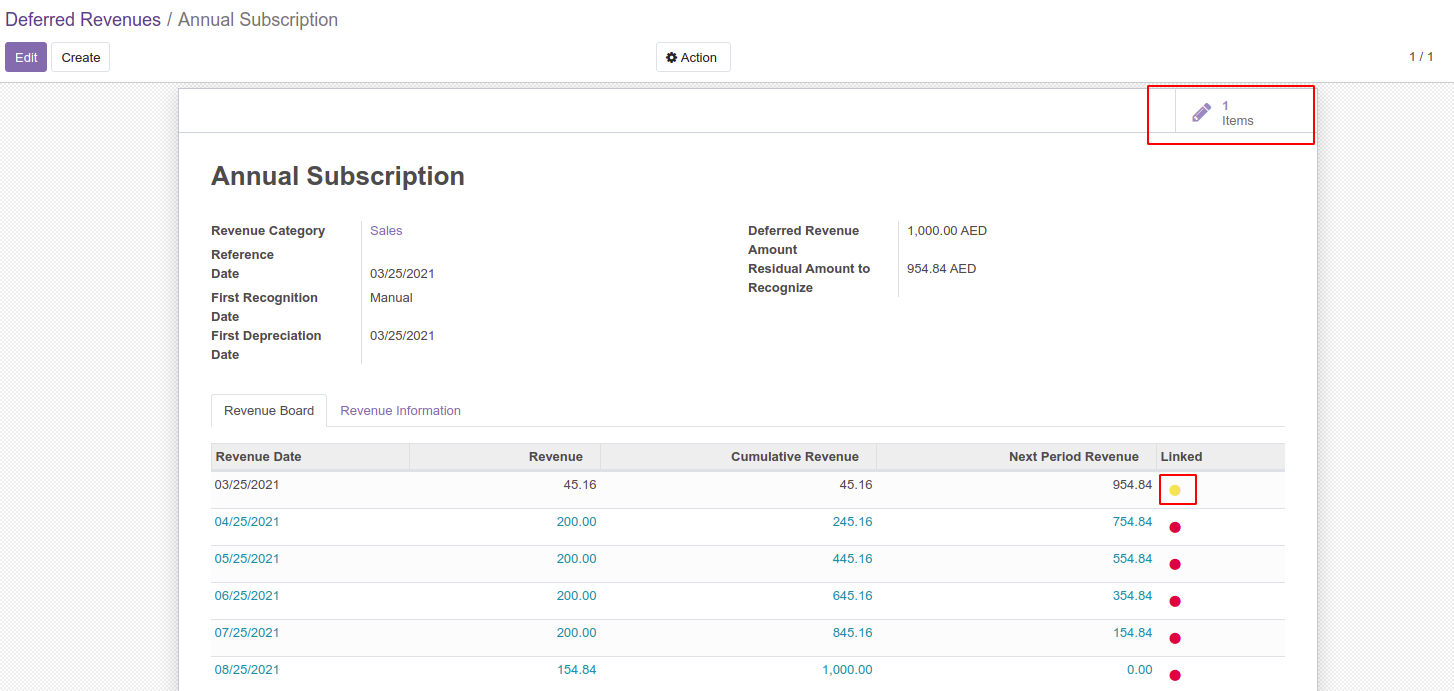 Deferred Revenues / Annual Subscription
Edit Create Action 1 / 1
1
Items
Annual Subscription
Revenue Category Sales
Reference
Date 03/25/2021
First Recognition Manual
Date
First Depreciation 03/25/2021
Date
Deferred Revenue 1,000.00 AED
Amount
Residual Amount to 954.84 AED
Recognize
Revenue Board Revenue Information
Revenue Date Revenue Cumulative Revenue Next Period Revenue Linked
03/25/2021 45.16 45.16 954.84
04/25/2021 200.00 245.16 754.84
05/25/2021 200.00 445.16 554.84
06/25/2021 200.00 645.16 354.84
07/25/2021 200.00 845.16 154.84
08/25/2021 154.84 1,000.00 0.00